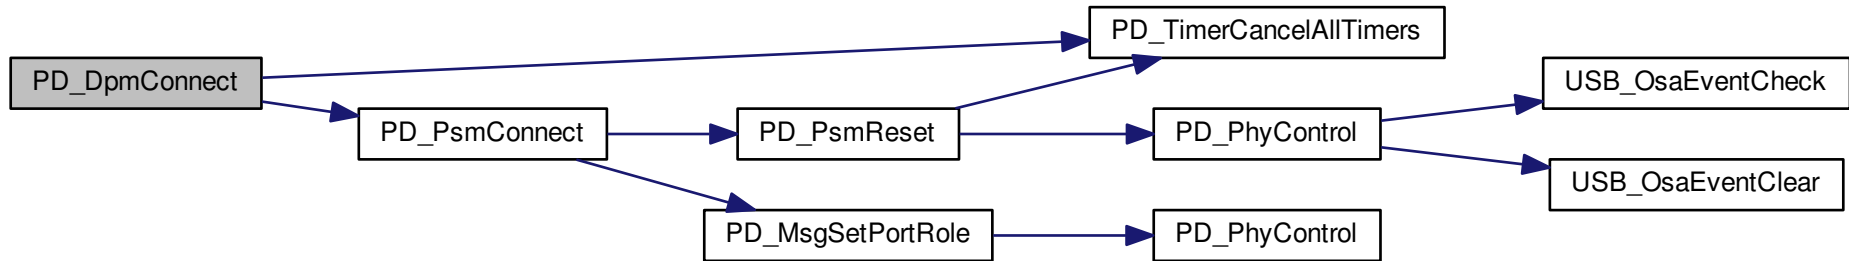 PD_TimerCancelAllTimers
PD_DpmConnect
USB_OsaEventCheck
PD_PsmConnect
PD_PsmReset
PD_PhyControl
USB_OsaEventClear
PD_MsgSetPortRole
PD_PhyControl